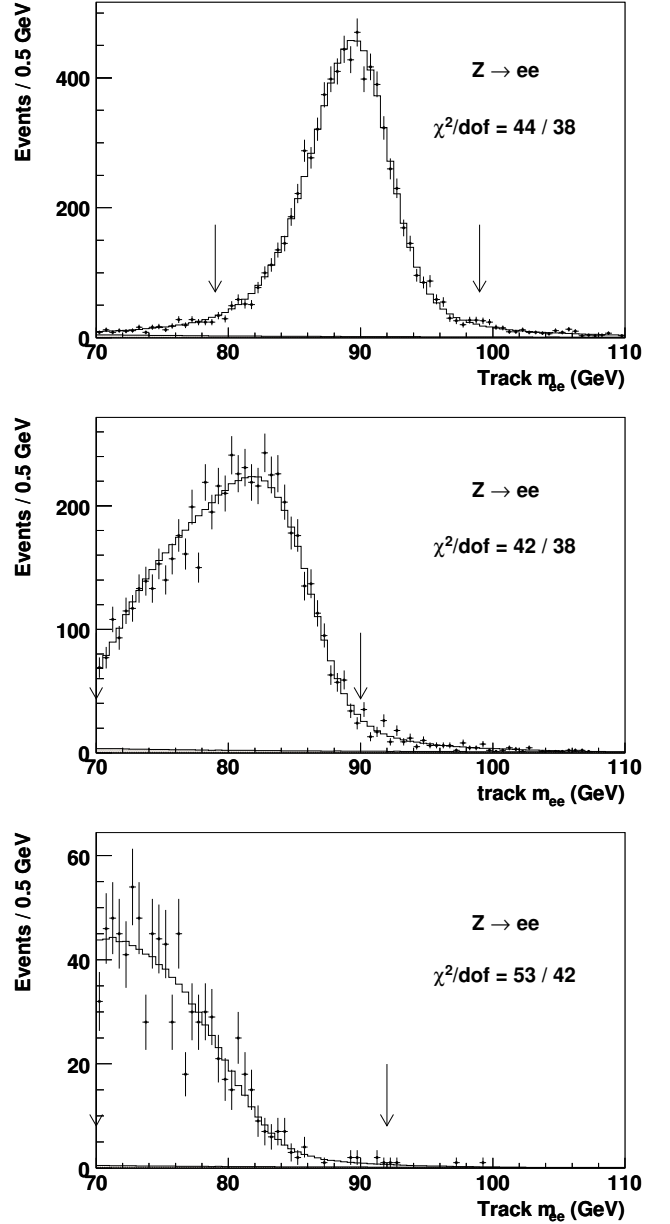 Events / 0.5 GeV
400
200
0
Z → ee
χ²/dof = 44 / 38
70 80 90 100 110
Track m_ee (GeV)
Events / 0.5 GeV
200
100
0
Z → ee
χ²/dof = 42 / 38
70 80 90 100 110
track m_ee (GeV)
Events / 0.5 GeV
60
40
20
0
Z → ee
χ²/dof = 53 / 42
70 80 90 100 110
Track m_ee (GeV)